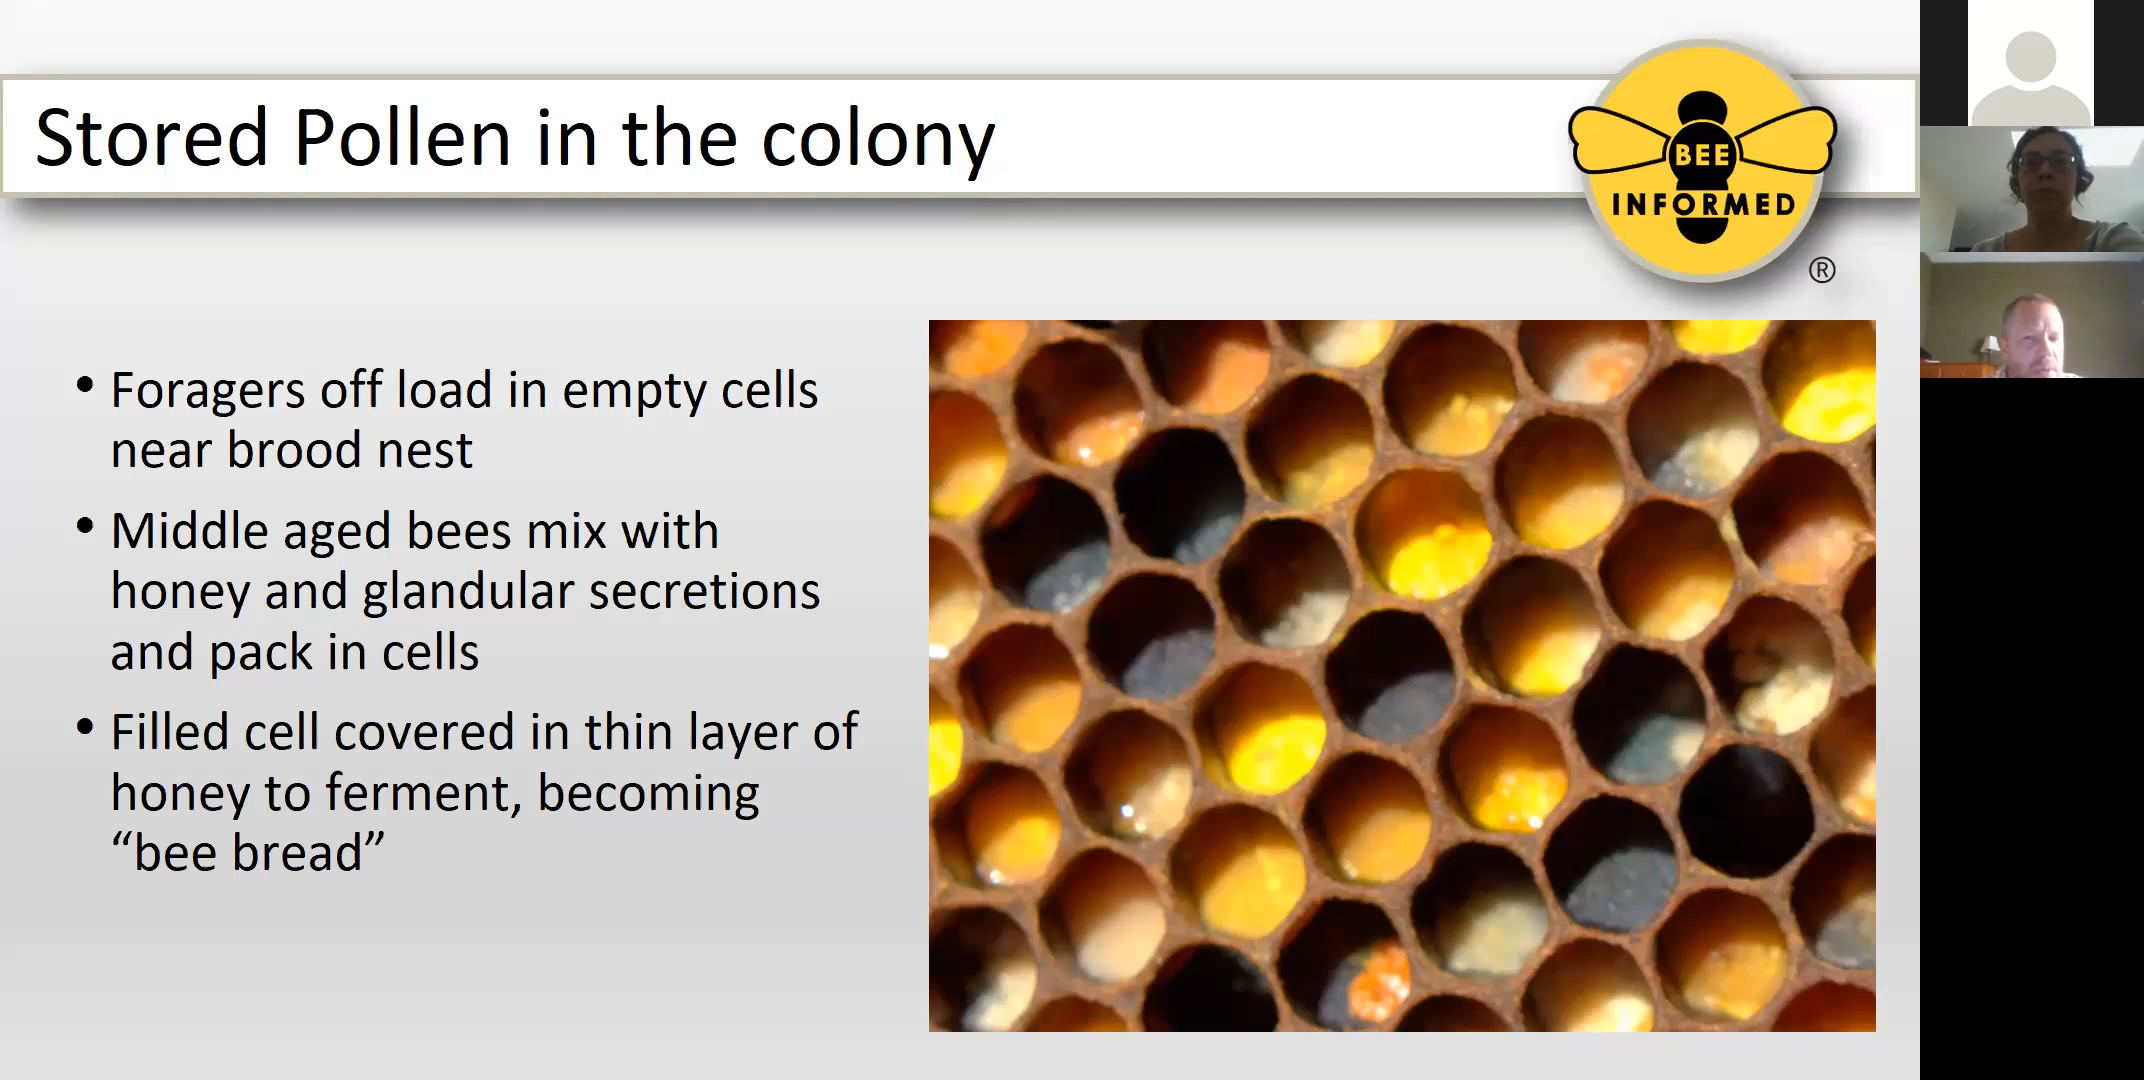 Stored Pollen in the colony
BEE
INFORMED
®
• Foragers off load in empty cells
near brood nest
• Middle aged bees mix with
honey and glandular secretions
and pack in cells
• Filled cell covered in thin layer of
honey to ferment, becoming
“bee bread”